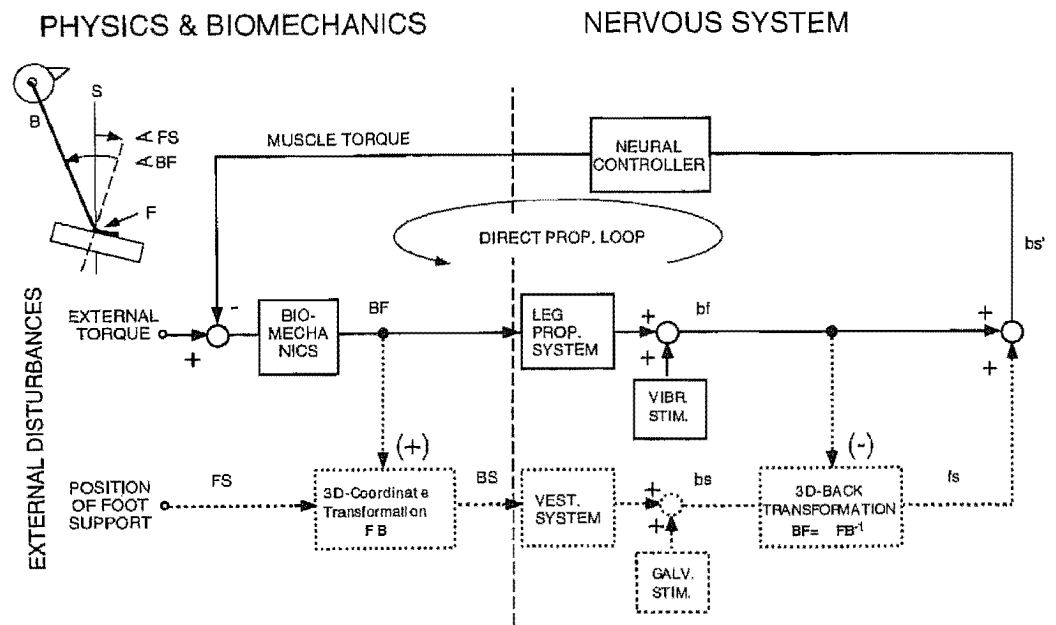 PHYSICS & BIOMECHANICS
NERVOUS SYSTEM
S
B
∢ FS
∢ BF
F
MUSCLE TORQUE
NEURAL
CONTROLLER
DIRECT PROP. LOOP
bs'
EXTERNAL DISTURBANCES
EXTERNAL
TORQUE
-
+
BIO-
MECHA
NICS
BF
LEG
PROP.
SYSTEM
+
+
bf
VIBR.
STIM.
+
+
(+)
(-)
POSITION
OF FOOT
SUPPORT
FS
3D-Coordinate
Transformation
FB
BS
VEST.
SYSTEM
+
+
bs
GALV.
STIM.
3D-BACK
TRANSFORMATION
BF= FB-1
fs